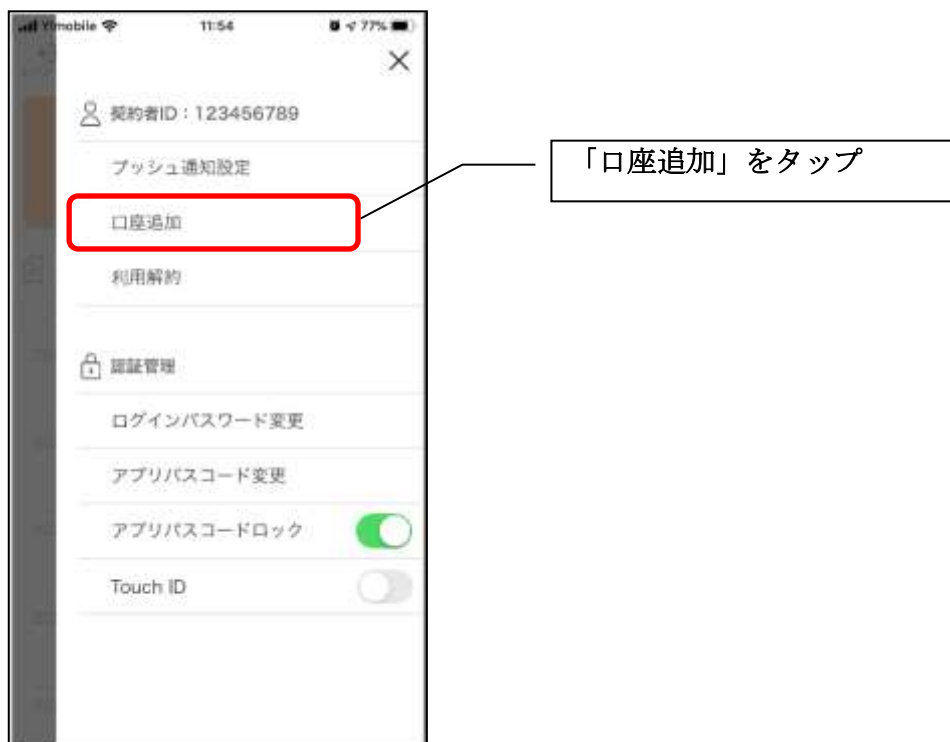 Y!mobile 11:54 77%
契約者ID：123456789
プッシュ通知設定
口座追加
「口座追加」をタップ
利用解約
認証管理
ログインパスワード変更
アプリパスコード変更
アプリパスコードロック
Touch ID